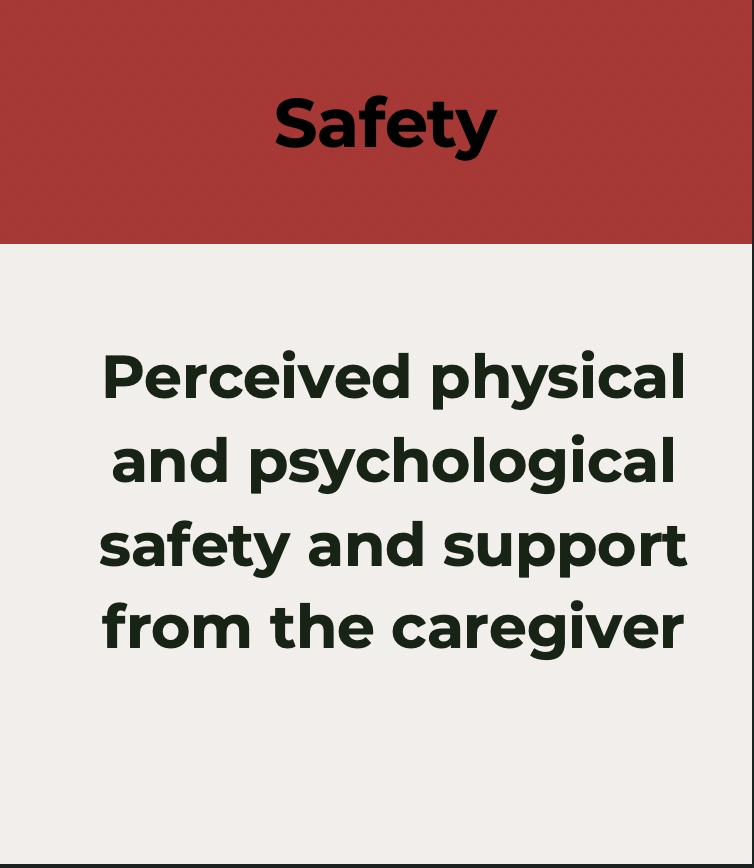 Safety
Perceived physical
and psychological
safety and support
from the caregiver